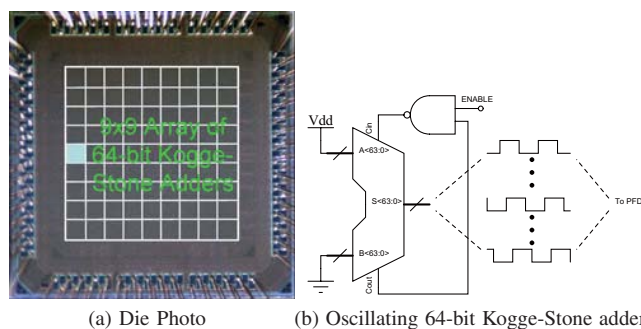 Array of
64-bit Kogge-
Stone Adders
(a) Die Photo
ENABLE
Vdd
Cin
A<63:0>
S<63:0>
To PFD
B<63:0>
Cout
(b) Oscillating 64-bit Kogge-Stone adder